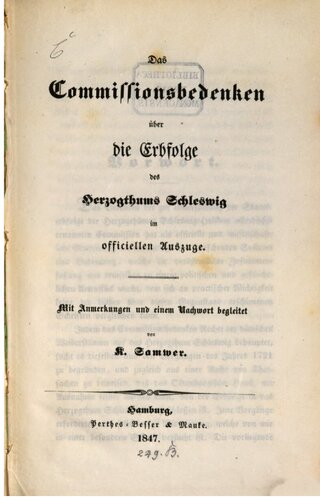 Das
Commissionsbedenken
über
die Erbfolge
des
Herzogthums Schleswig
im
officiellen Auszuge.
Mit Anmerkungen und einem Nachwort begleitet
von
K. Samwer.
Hamburg,
Perthes-Besser & Mauke.
1847.